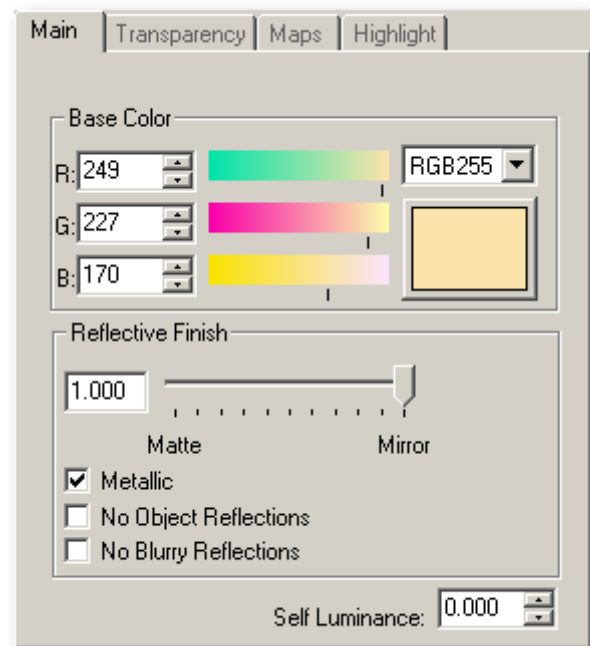 Main Transparency Maps Highlight
Base Color
R: 249 RGB255
G: 227
B: 170
Reflective Finish
1.000
Matte Mirror
Metallic
No Object Reflections
No Blurry Reflections
Self Luminance: 0.000